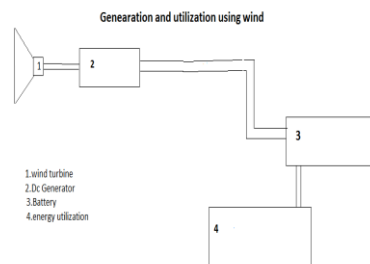 Genearation and utilization using wind
1
2
3
1.wind turbine
2.Dc Generator
3.Battery
4.energy utilization
4